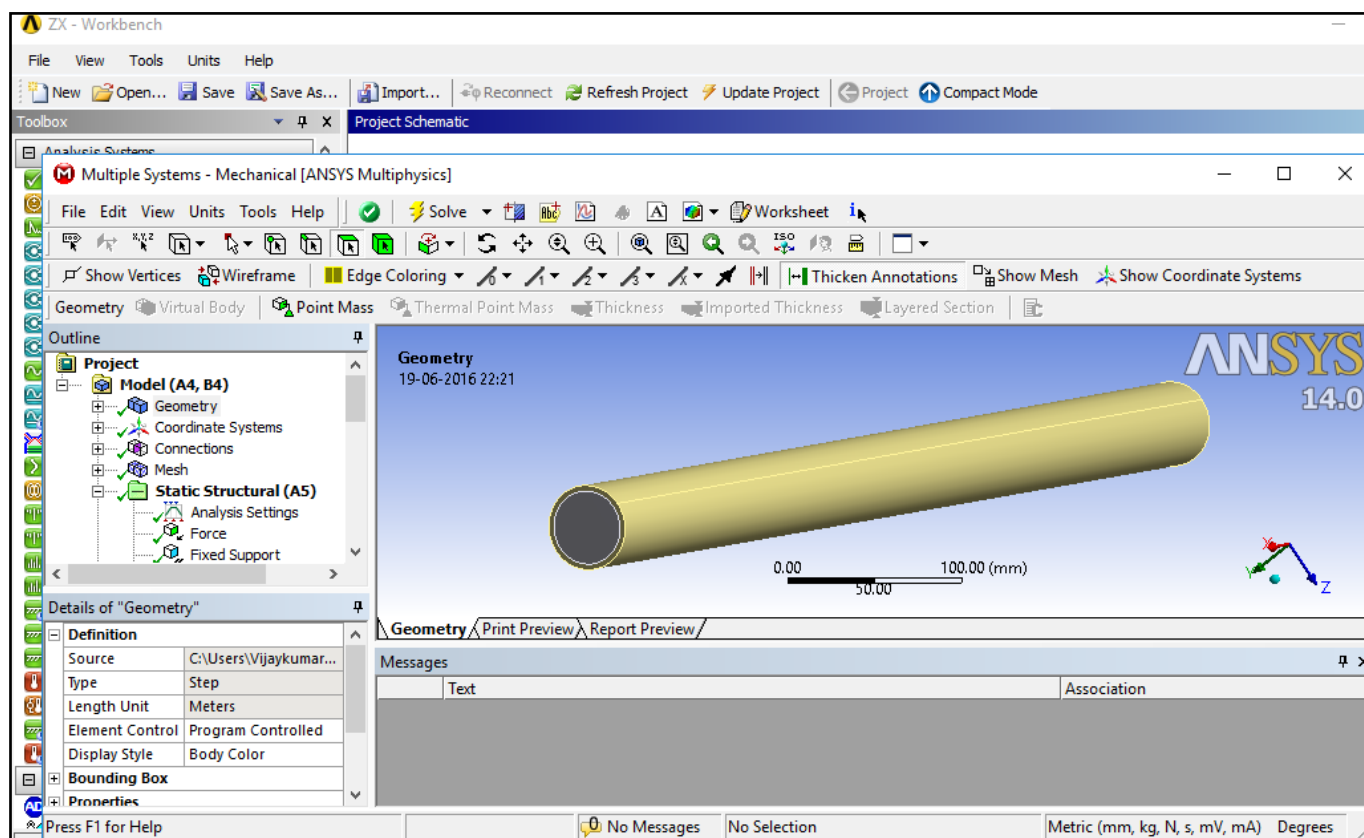 ZX - Workbench
File View Tools Units Help
New Open... Save Save As... Import... Reconnect Refresh Project Update Project Project Compact Mode
Toolbox Project Schematic
Analysis Systems
Multiple Systems - Mechanical [ANSYS Multiphysics]
File Edit View Units Tools Help Solve Worksheet
Show Vertices Wireframe Edge Coloring Thicken Annotations Show Mesh Show Coordinate Systems
Geometry Virtual Body Point Mass Thermal Point Mass Thickness Imported Thickness Layered Section
Outline
Project
Model (A4, B4)
Geometry
Coordinate Systems
Connections
Mesh
Static Structural (A5)
Analysis Settings
Force
Fixed Support
Geometry
19-06-2016 22:21
ANSYS
14.0
0.00 100.00 (mm)
50.00
X
Y
Z
Geometry Print Preview Report Preview
Details of "Geometry"
Definition
Source C:\Users\Vijaykumar...
Type Step
Length Unit Meters
Element Control Program Controlled
Display Style Body Color
Bounding Box
Properties
Messages
Text Association
Press F1 for Help 0 No Messages No Selection Metric (mm, kg, N, s, mV, mA) Degrees